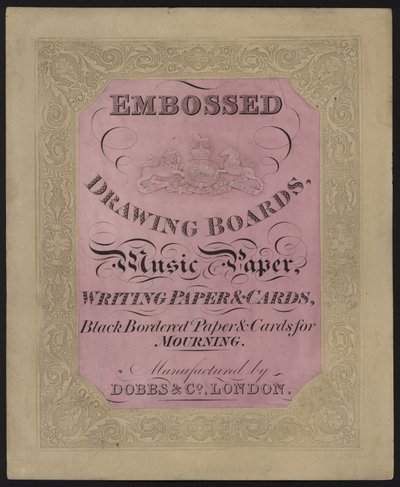 EMBOSSED
DRAWING BOARDS,
Music Paper,
WRITING PAPER & CARDS,
Black Bordered Paper & Cards for
MOURNING.
Manufactured by
DOBBS & Co., LONDON.